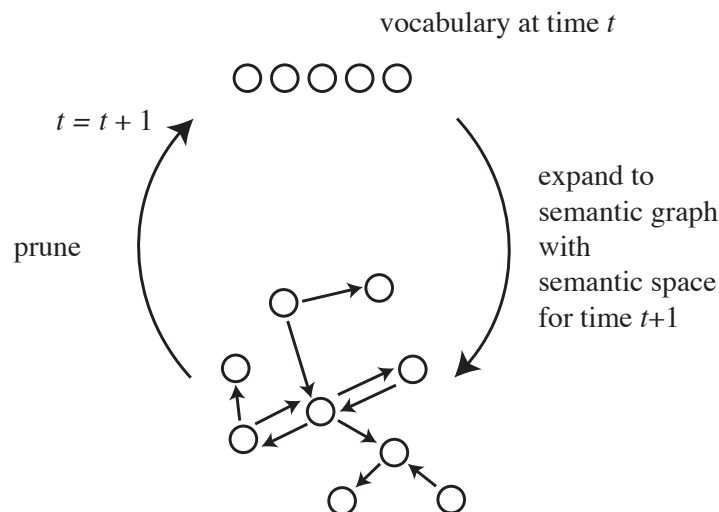 vocabulary at time t
t = t + 1
expand to
semantic graph
with
semantic space
for time t+1
prune